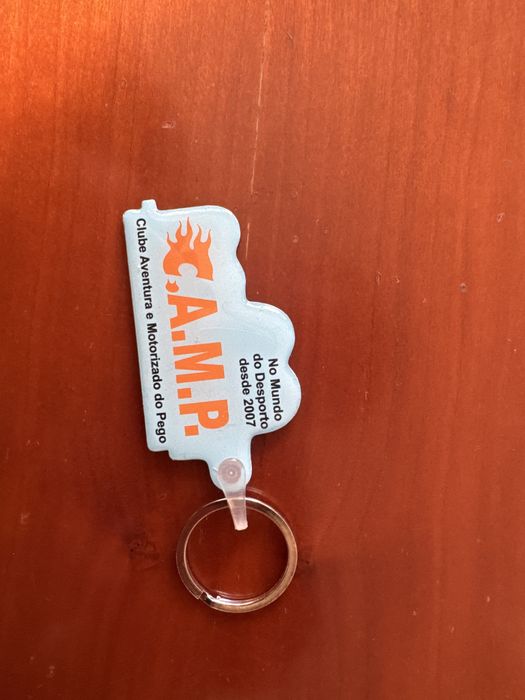 No Mundo
do Desporto
desde 2007
C.A.M.P.
Clube Aventura e Motorizado do Pego